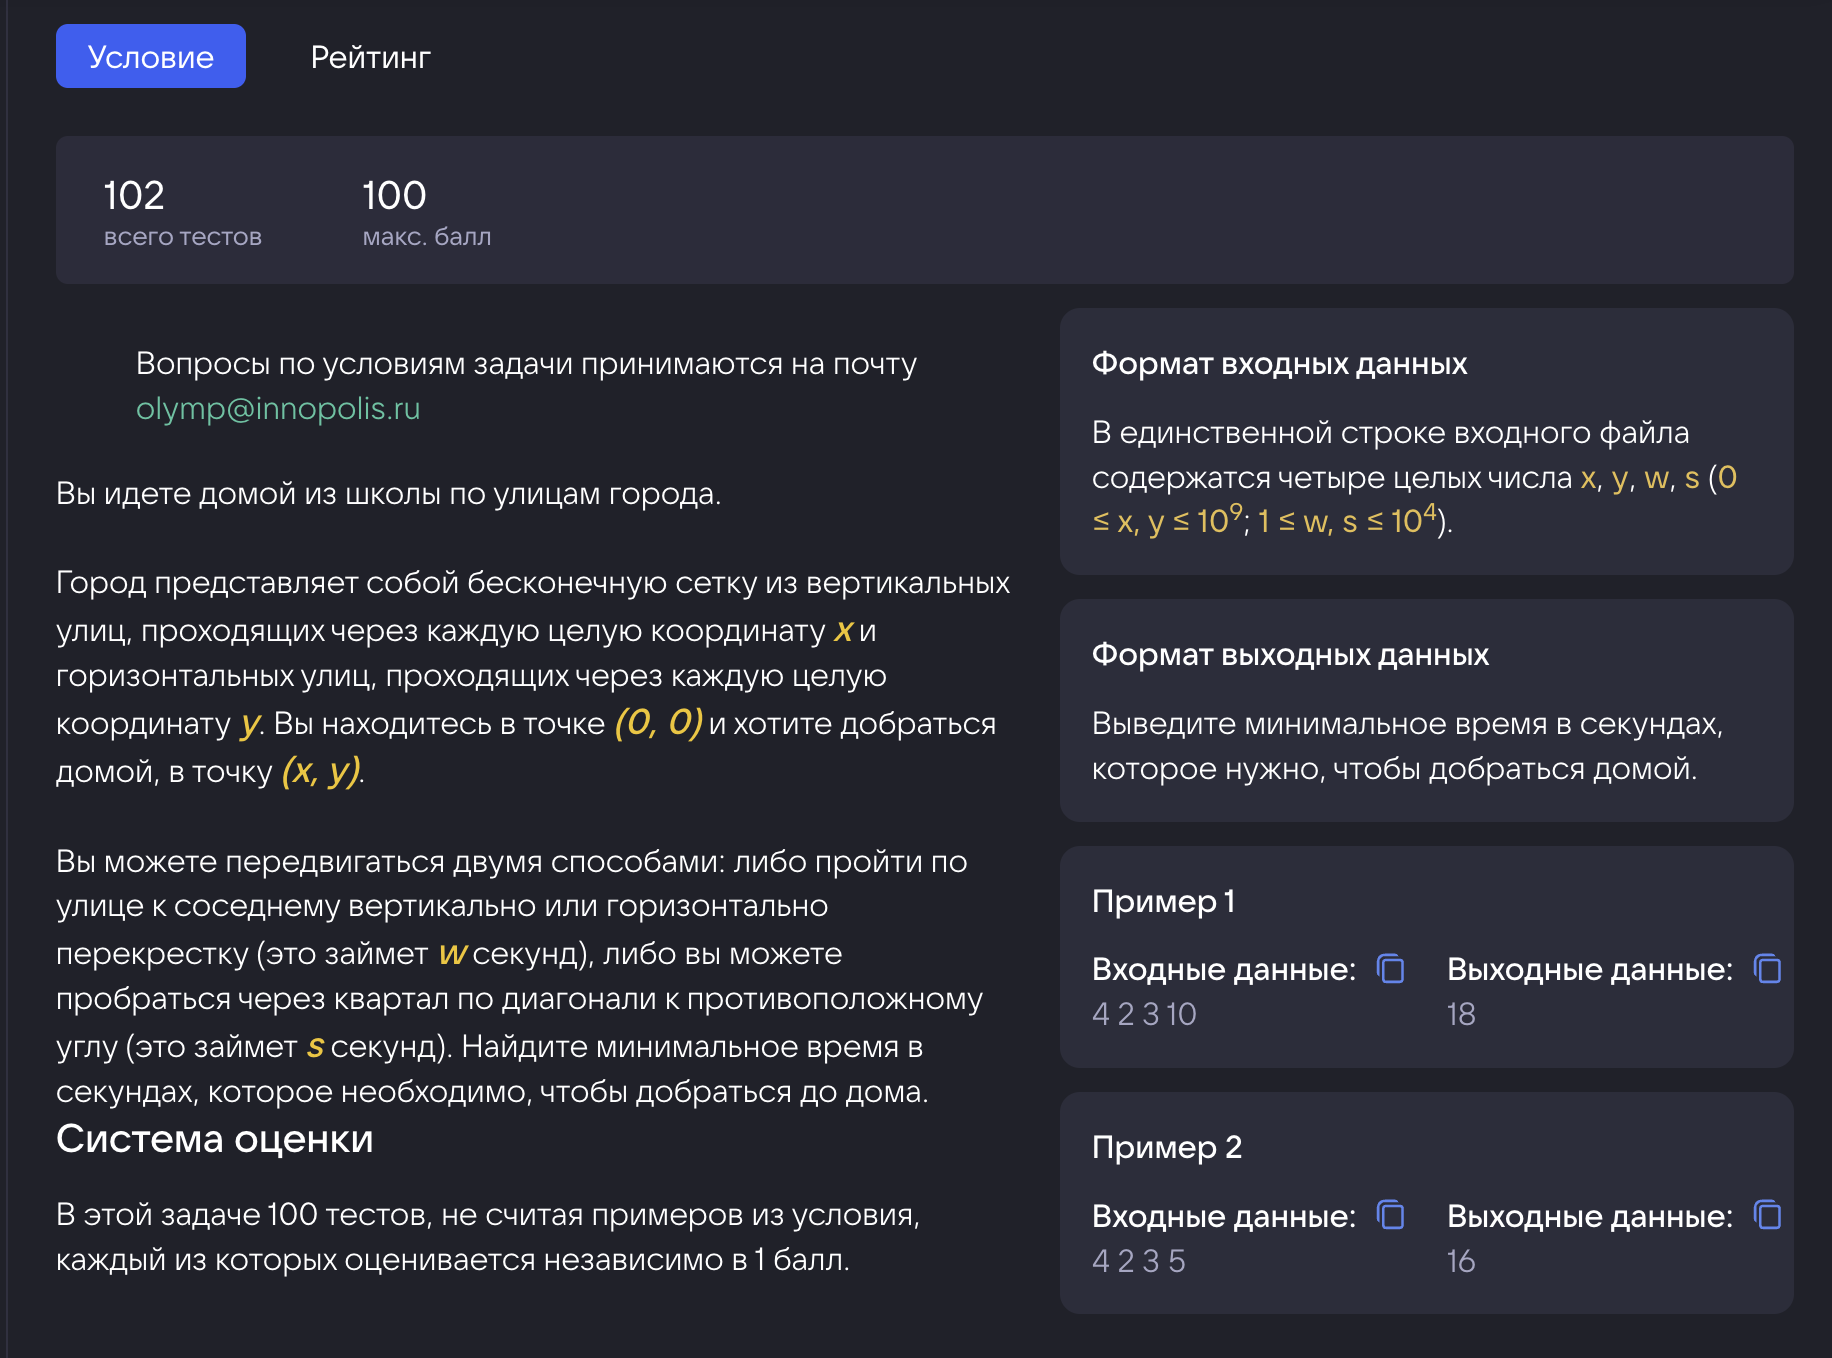 Условие
Рейтинг
102
всего тестов
100
макс. балл
Вопросы по условиям задачи принимаются на почту
olymp@innopolis.ru
Вы идете домой из школы по улицам города.
Город представляет собой бесконечную сетку из вертикальных
улиц, проходящих через каждую целую координату x и
горизонтальных улиц, проходящих через каждую целую
координату y. Вы находитесь в точке (0, 0) и хотите добраться
домой, в точку (x, y).
Вы можете передвигаться двумя способами: либо пройти по
улице к соседнему вертикально или горизонтально
перекрестку (это займет w секунд), либо вы можете
пробраться через квартал по диагонали к противоположному
углу (это займет s секунд). Найдите минимальное время в
секундах, которое необходимо, чтобы добраться до дома.
Система оценки
В этой задаче 100 тестов, не считая примеров из условия,
каждый из которых оценивается независимо в 1 балл.
Формат входных данных
В единственной строке входного файла
содержатся четыре целых числа x, y, w, s (0
≤ x, y ≤ 10⁹; 1 ≤ w, s ≤ 10⁴).
Формат выходных данных
Выведите минимальное время в секундах,
которое нужно, чтобы добраться домой.
Пример 1
Входные данные:
4 2 3 10
Выходные данные:
18
Пример 2
Входные данные:
4 2 3 5
Выходные данные:
16